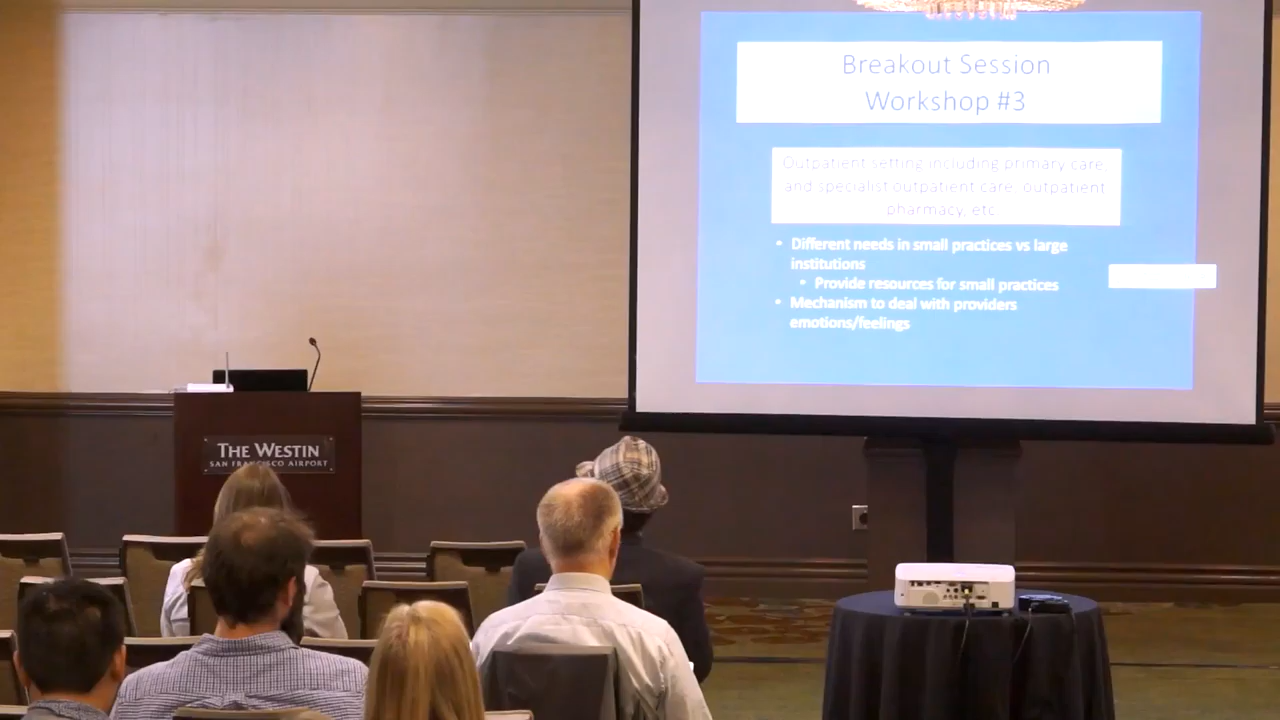 Breakout Session
Workshop #3
Outpatient setting including primary care,
and specialist outpatient care, outpatient
pharmacy, etc
• Different needs in small practices vs large
institutions
• Provide resources for small practices
• Mechanism to deal with providers
emotions/feelings
THE WESTIN
SAN FRANCISCO AIRPORT